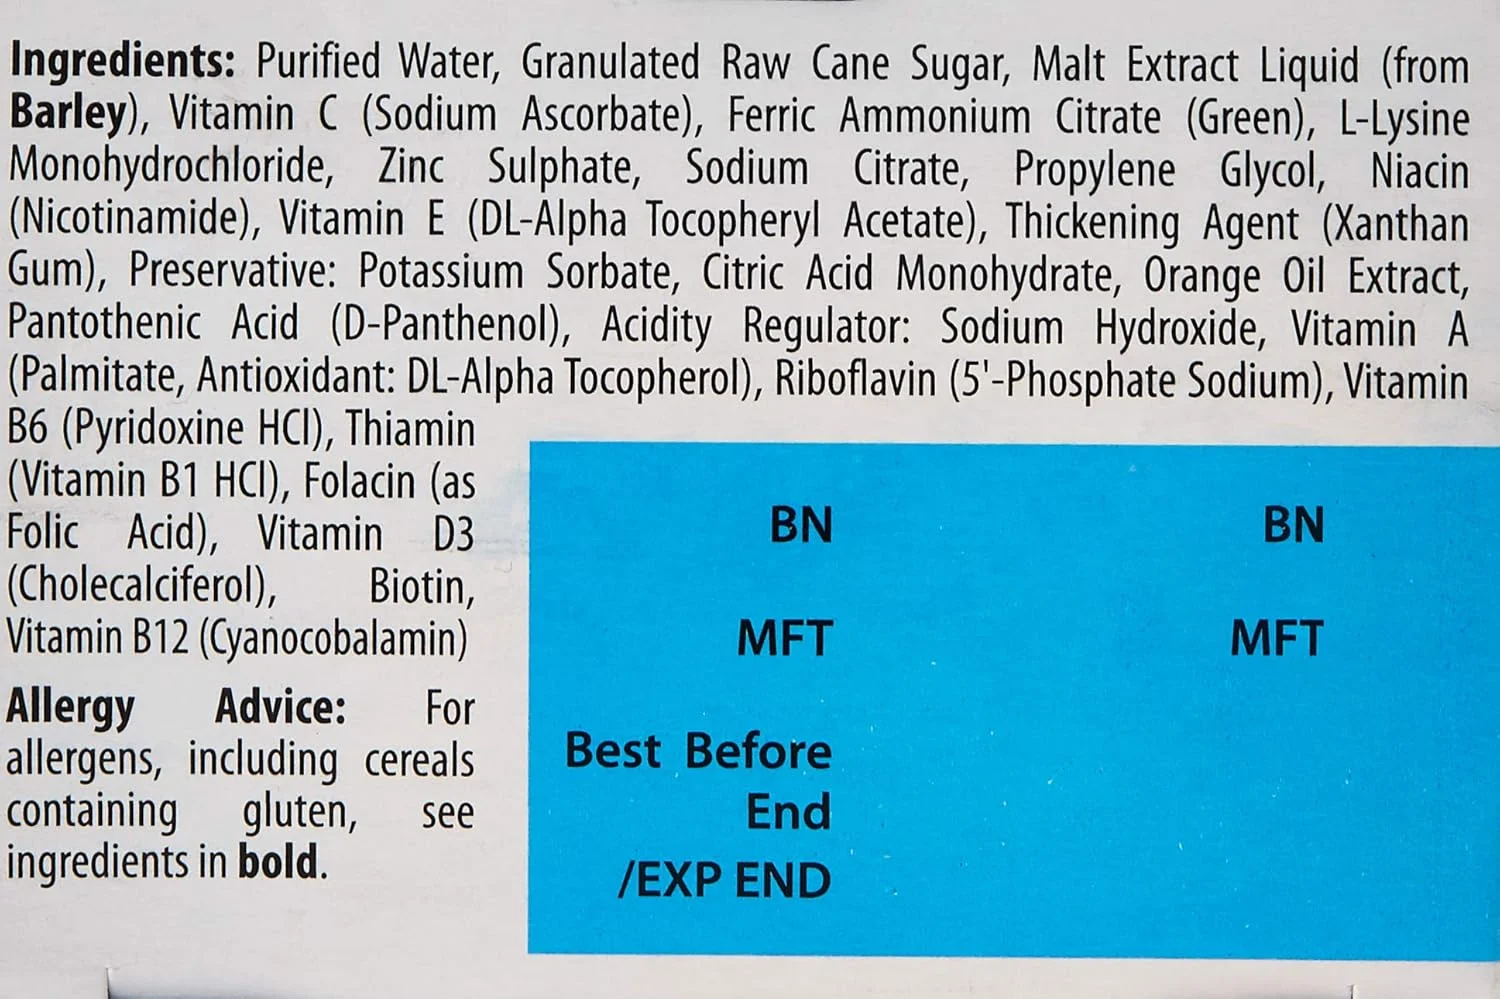 Ingredients: Purified Water, Granulated Raw Cane Sugar, Malt Extract Liquid (from
Barley), Vitamin C (Sodium Ascorbate), Ferric Ammonium Citrate (Green), L-Lysine
Monohydrochloride, Zinc Sulphate, Sodium Citrate, Propylene Glycol, Niacin
(Nicotinamide), Vitamin E (DL-Alpha Tocopheryl Acetate), Thickening Agent (Xanthan
Gum), Preservative: Potassium Sorbate, Citric Acid Monohydrate, Orange Oil Extract,
Pantothenic Acid (D-Panthenol), Acidity Regulator: Sodium Hydroxide, Vitamin A
(Palmitate, Antioxidant: DL-Alpha Tocopherol), Riboflavin (5'-Phosphate Sodium), Vitamin
B6 (Pyridoxine HCl), Thiamin
(Vitamin B1 HCl), Folacin (as
Folic Acid), Vitamin D3
(Cholecalciferol), Biotin,
Vitamin B12 (Cyanocobalamin)
Allergy Advice: For
allergens, including cereals
containing gluten, see
ingredients in bold.
BN BN
MFT MFT
Best Before
End
/EXP END